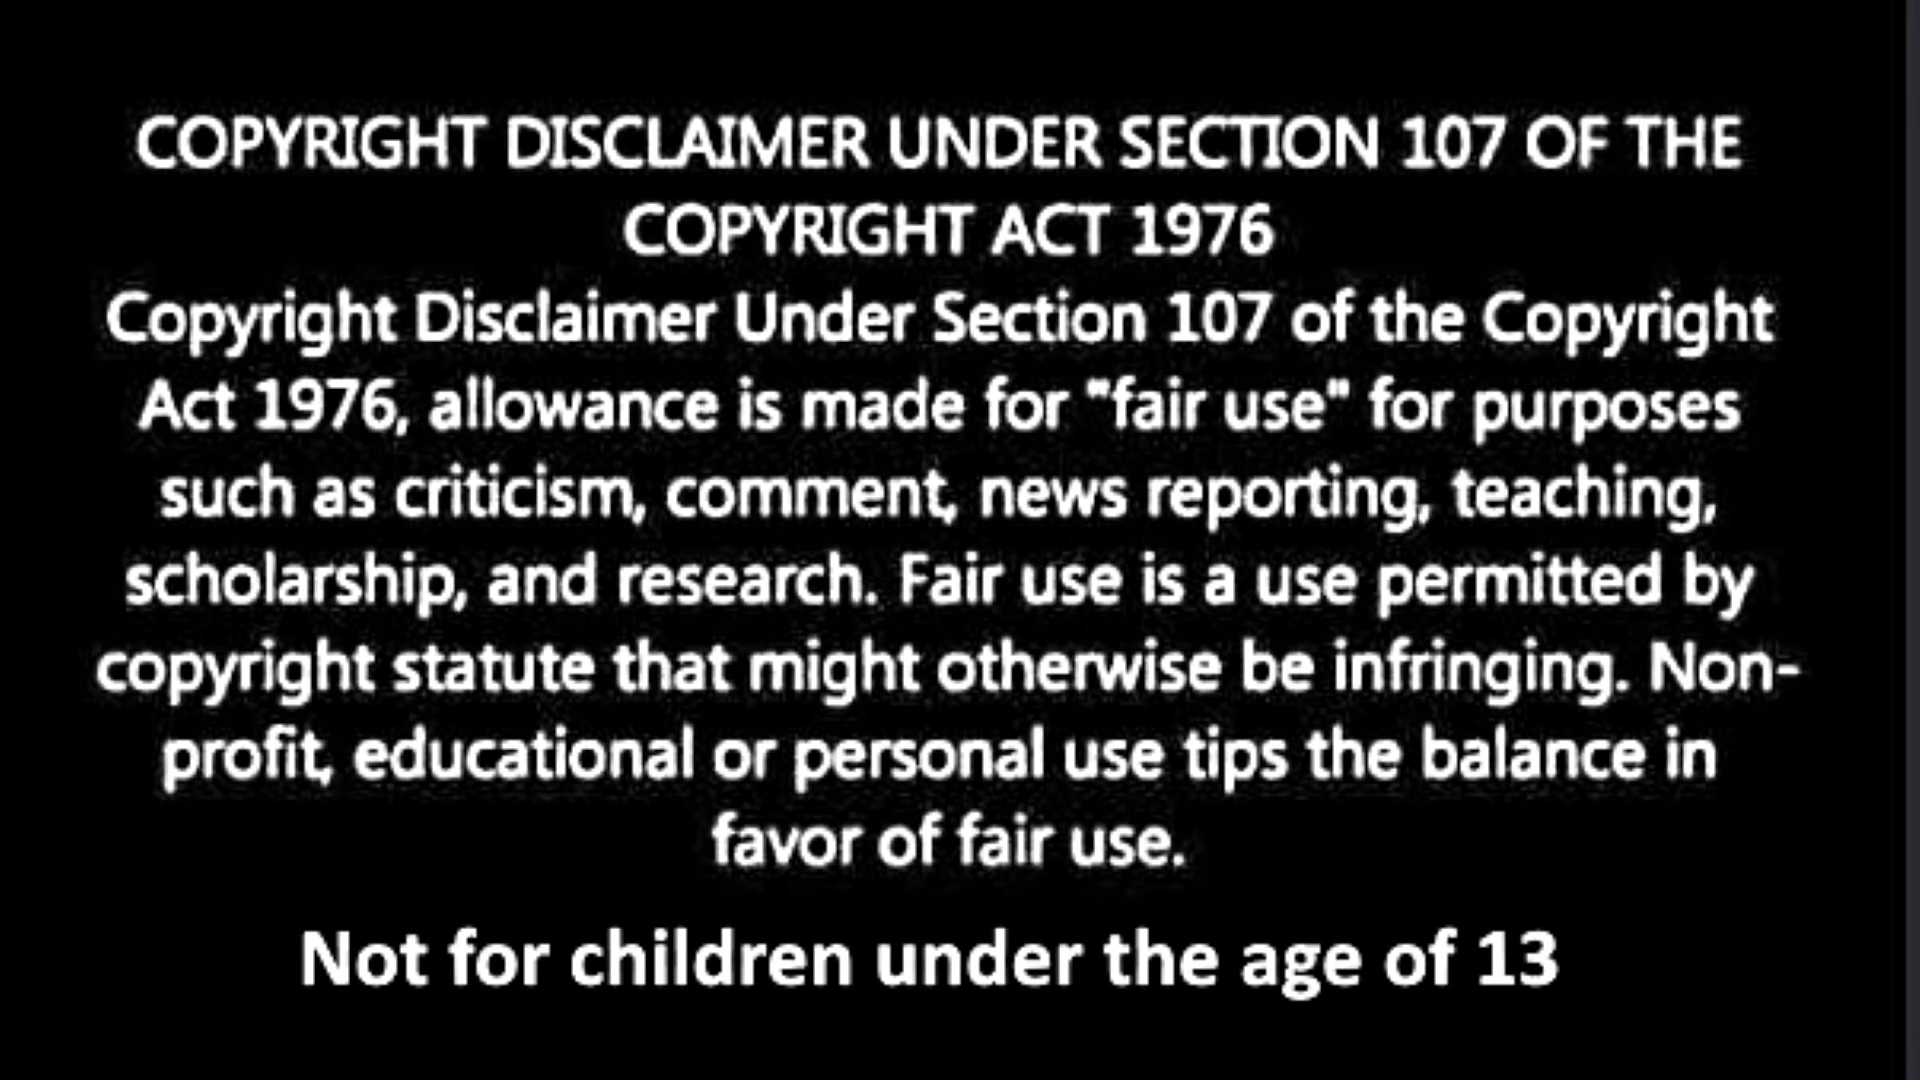 COPYRIGHT DISCLAIMER UNDER SECTION 107 OF THE
COPYRIGHT ACT 1976
Copyright Disclaimer Under Section 107 of the Copyright
Act 1976, allowance is made for "fair use" for purposes
such as criticism, comment, news reporting, teaching,
scholarship, and research. Fair use is a use permitted by
copyright statute that might otherwise be infringing. Non-
profit, educational or personal use tips the balance in
favor of fair use.
Not for children under the age of 13